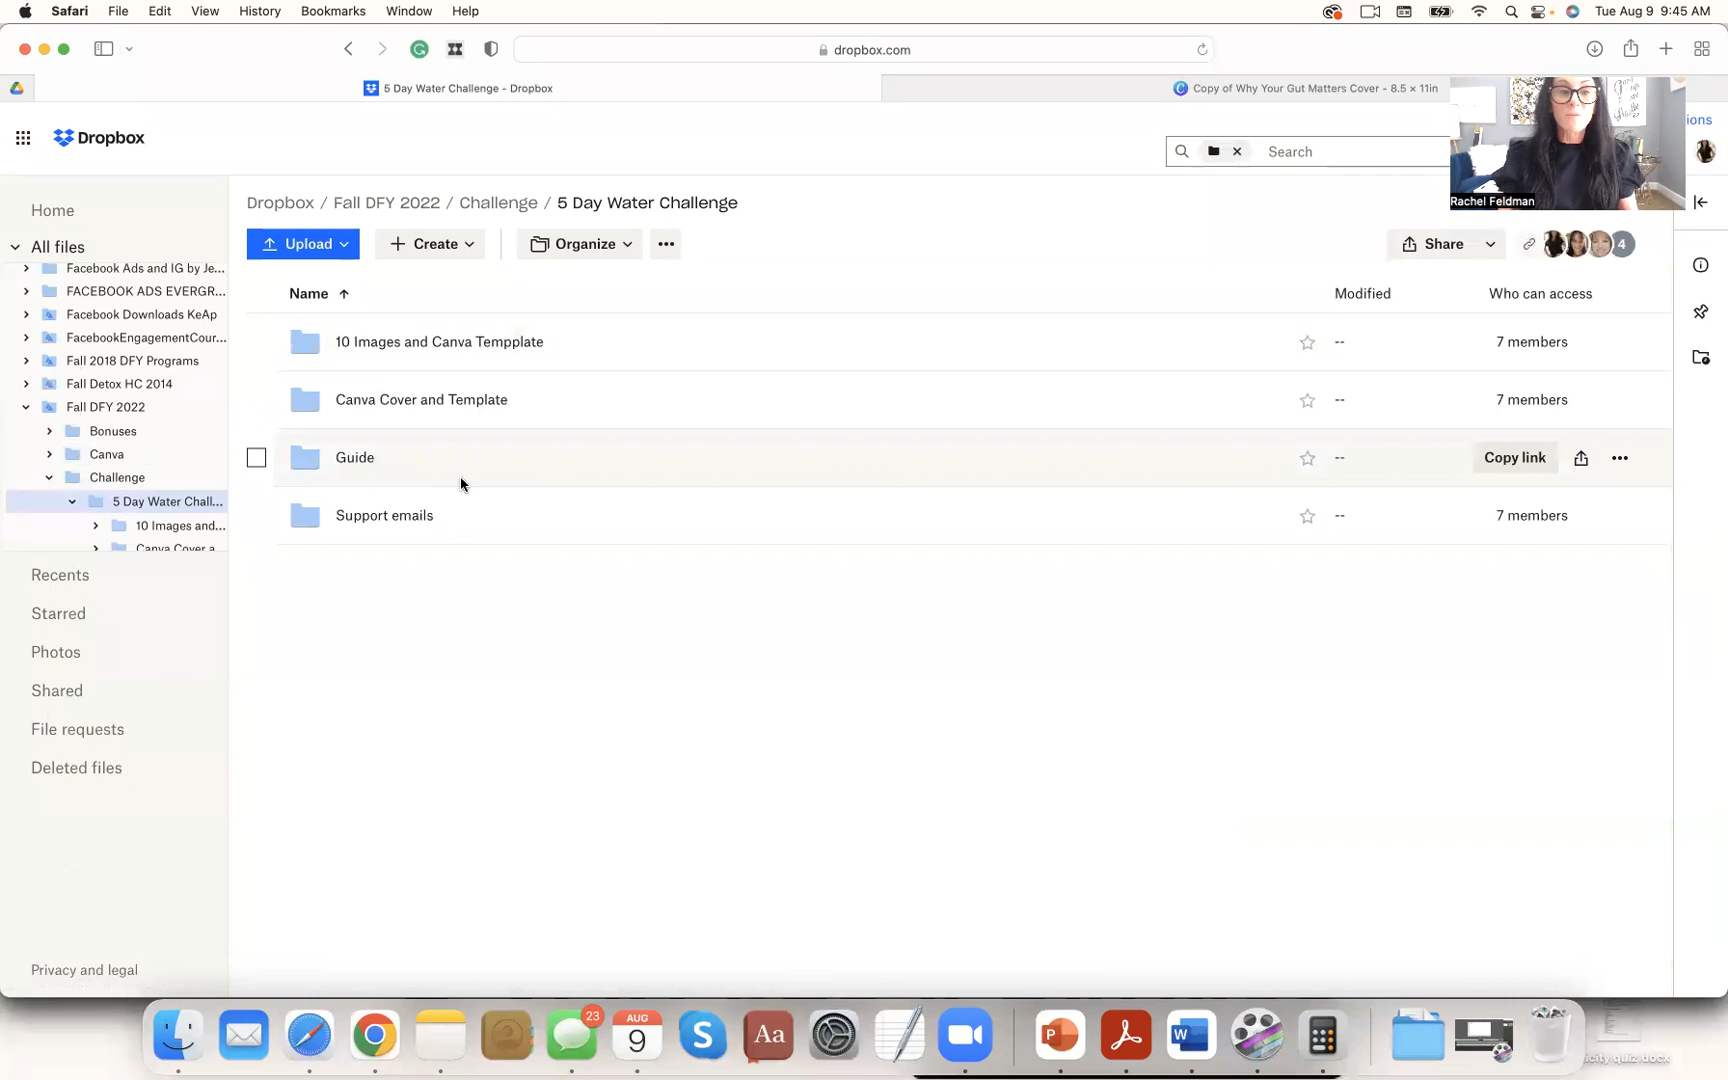 Safari File Edit View History Bookmarks Window Help Tue Aug 9 9:45 AM
dropbox.com
5 Day Water Challenge - Dropbox
Copy of Why Your Gut Matters Cover - 8.5 × 11in
Dropbox
Search
ions
Rachel Feldman
Home
All files
Facebook Ads and IG by Je...
FACEBOOK ADS EVERGR...
Facebook Downloads KeAp
FacebookEngagementCour...
Fall 2018 DFY Programs
Fall Detox HC 2014
Fall DFY 2022
Bonuses
Canva
Challenge
5 Day Water Chall...
10 Images and...
Canva Cover a
Recents
Starred
Photos
Shared
File requests
Deleted files
Privacy and legal
Dropbox / Fall DFY 2022 / Challenge / 5 Day Water Challenge
Upload Create Organize ••• Share 4
Name Modified Who can access
10 Images and Canva Tempplate -- 7 members
Canva Cover and Template -- 7 members
Guide -- Copy link •••
Support emails -- 7 members
23
AUG
9
Aa
icity quiz.docx